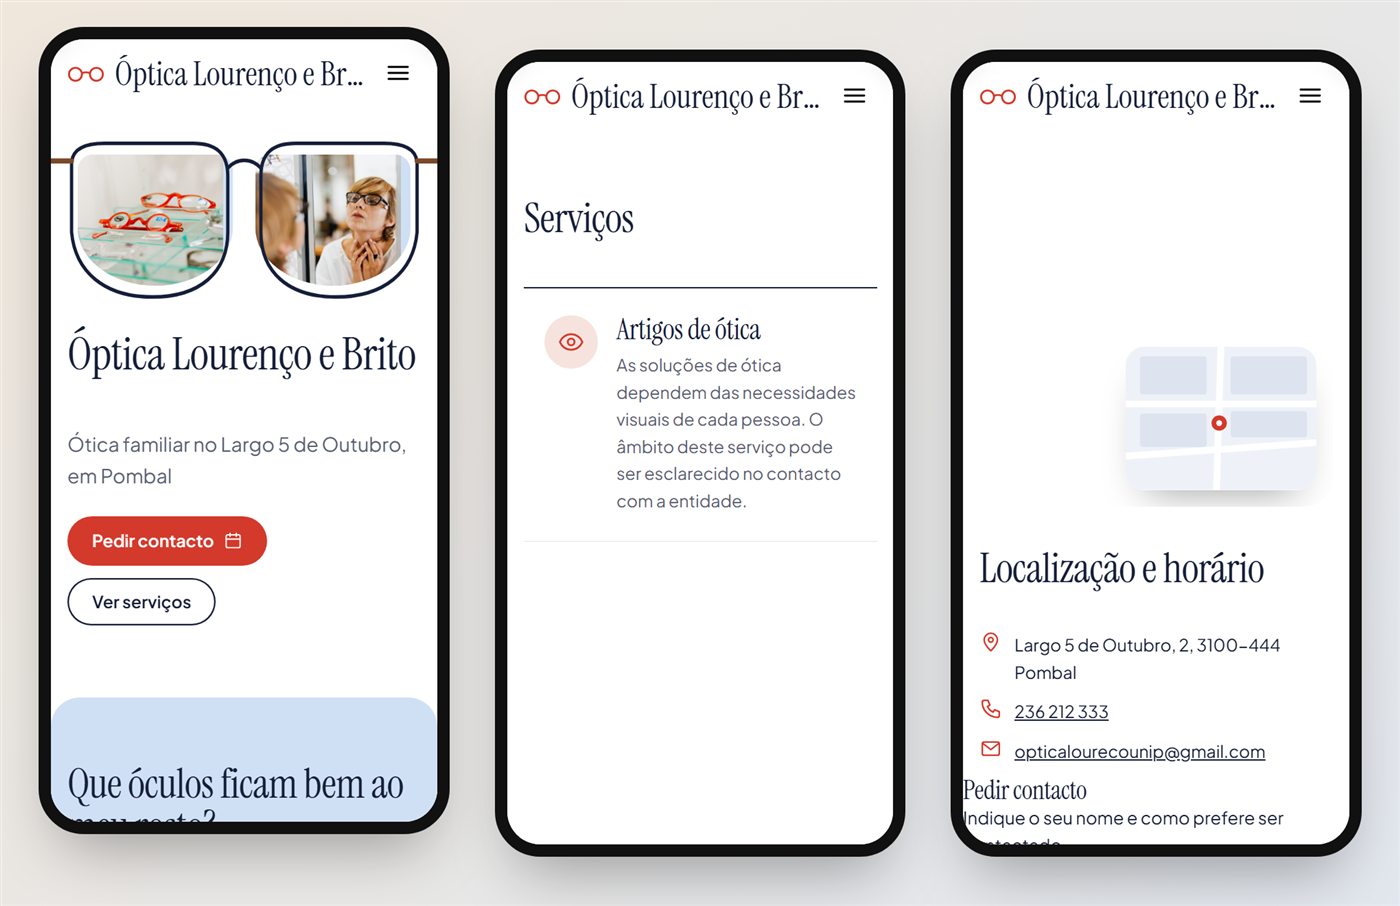 Óptica Lourenço e Br...
Óptica Lourenço e Brito
Ótica familiar no Largo 5 de Outubro,
em Pombal
Pedir contacto
Ver serviços
Que óculos ficam bem ao
meu rosto?
Óptica Lourenço e Br...
Serviços
Artigos de ótica
As soluções de ótica
dependem das necessidades
visuais de cada pessoa. O
âmbito deste serviço pode
ser esclarecido no contacto
com a entidade.
Óptica Lourenço e Br...
Localização e horário
Largo 5 de Outubro, 2, 3100-444
Pombal
236 212 333
opticalourecounip@gmail.com
Pedir contacto
Indique o seu nome e como prefere ser